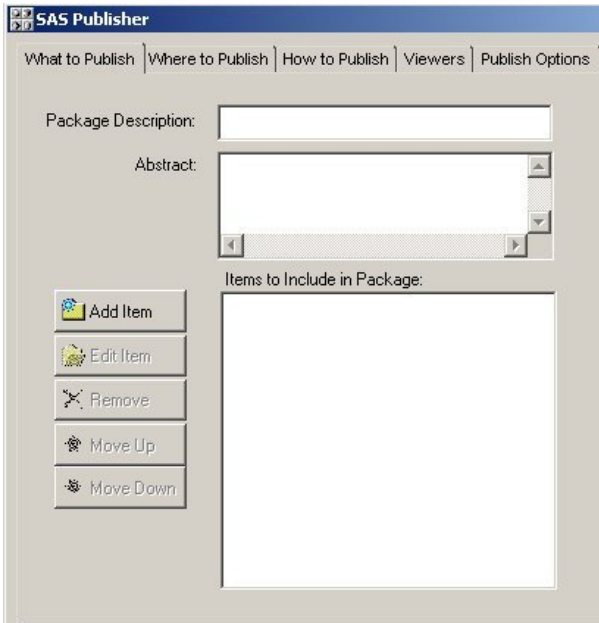 SAS Publisher
What to Publish Where to Publish How to Publish Viewers Publish Options
Package Description:
Abstract:
Items to Include in Package:
Add Item
Edit Item
Remove
Move Up
Move Down